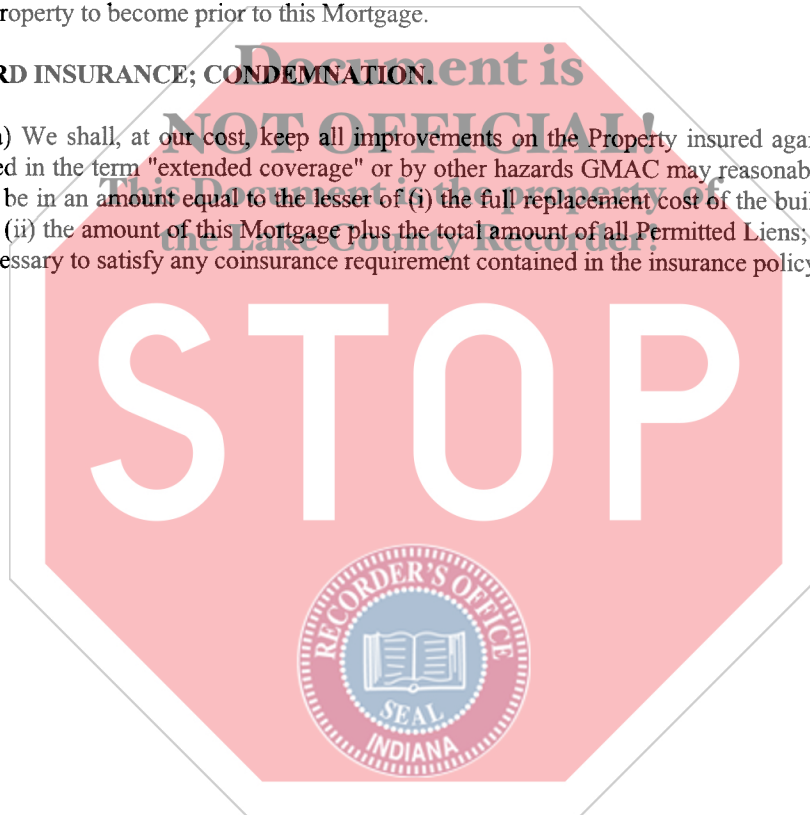 roperty to become prior to this Mortgage.
Document is
RD INSURANCE; CONDEMNATION.
NOT OFFICIAL!
) We shall, at our cost, keep all improvements on the Property insured agai
ed in the term "extended coverage" or by other hazards GMAC may reasonab
This Document is the property of
be in an amount equal to the lesser of (i) the full replacement cost of the buil
the Lake County Recorder!
(ii) the amount of this Mortgage plus the total amount of all Permitted Liens;
essary to satisfy any coinsurance requirement contained in the insurance policy
STOP
RECORDER'S OFFICE
SEAL
INDIANA